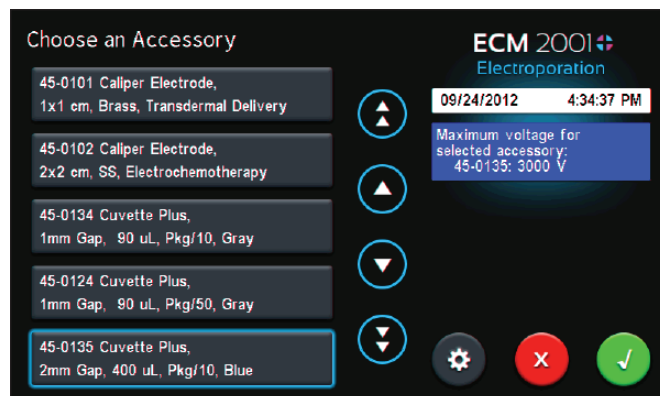 Choose an Accessory
45-0101 Caliper Electrode,
1x1 cm, Brass, Transdermal Delivery
45-0102 Caliper Electrode,
2x2 cm, SS, Electrochemotherapy
45-0134 Cuvette Plus,
1mm Gap, 90 uL, Pkg/10, Gray
45-0124 Cuvette Plus,
1mm Gap, 90 uL, Pkg/50, Gray
45-0135 Cuvette Plus,
2mm Gap, 400 uL, Pkg/10, Blue
ECM 2001
Electroporation
09/24/2012 4:34:37 PM
Maximum voltage for
selected accessory:
45-0135: 3000 V
X